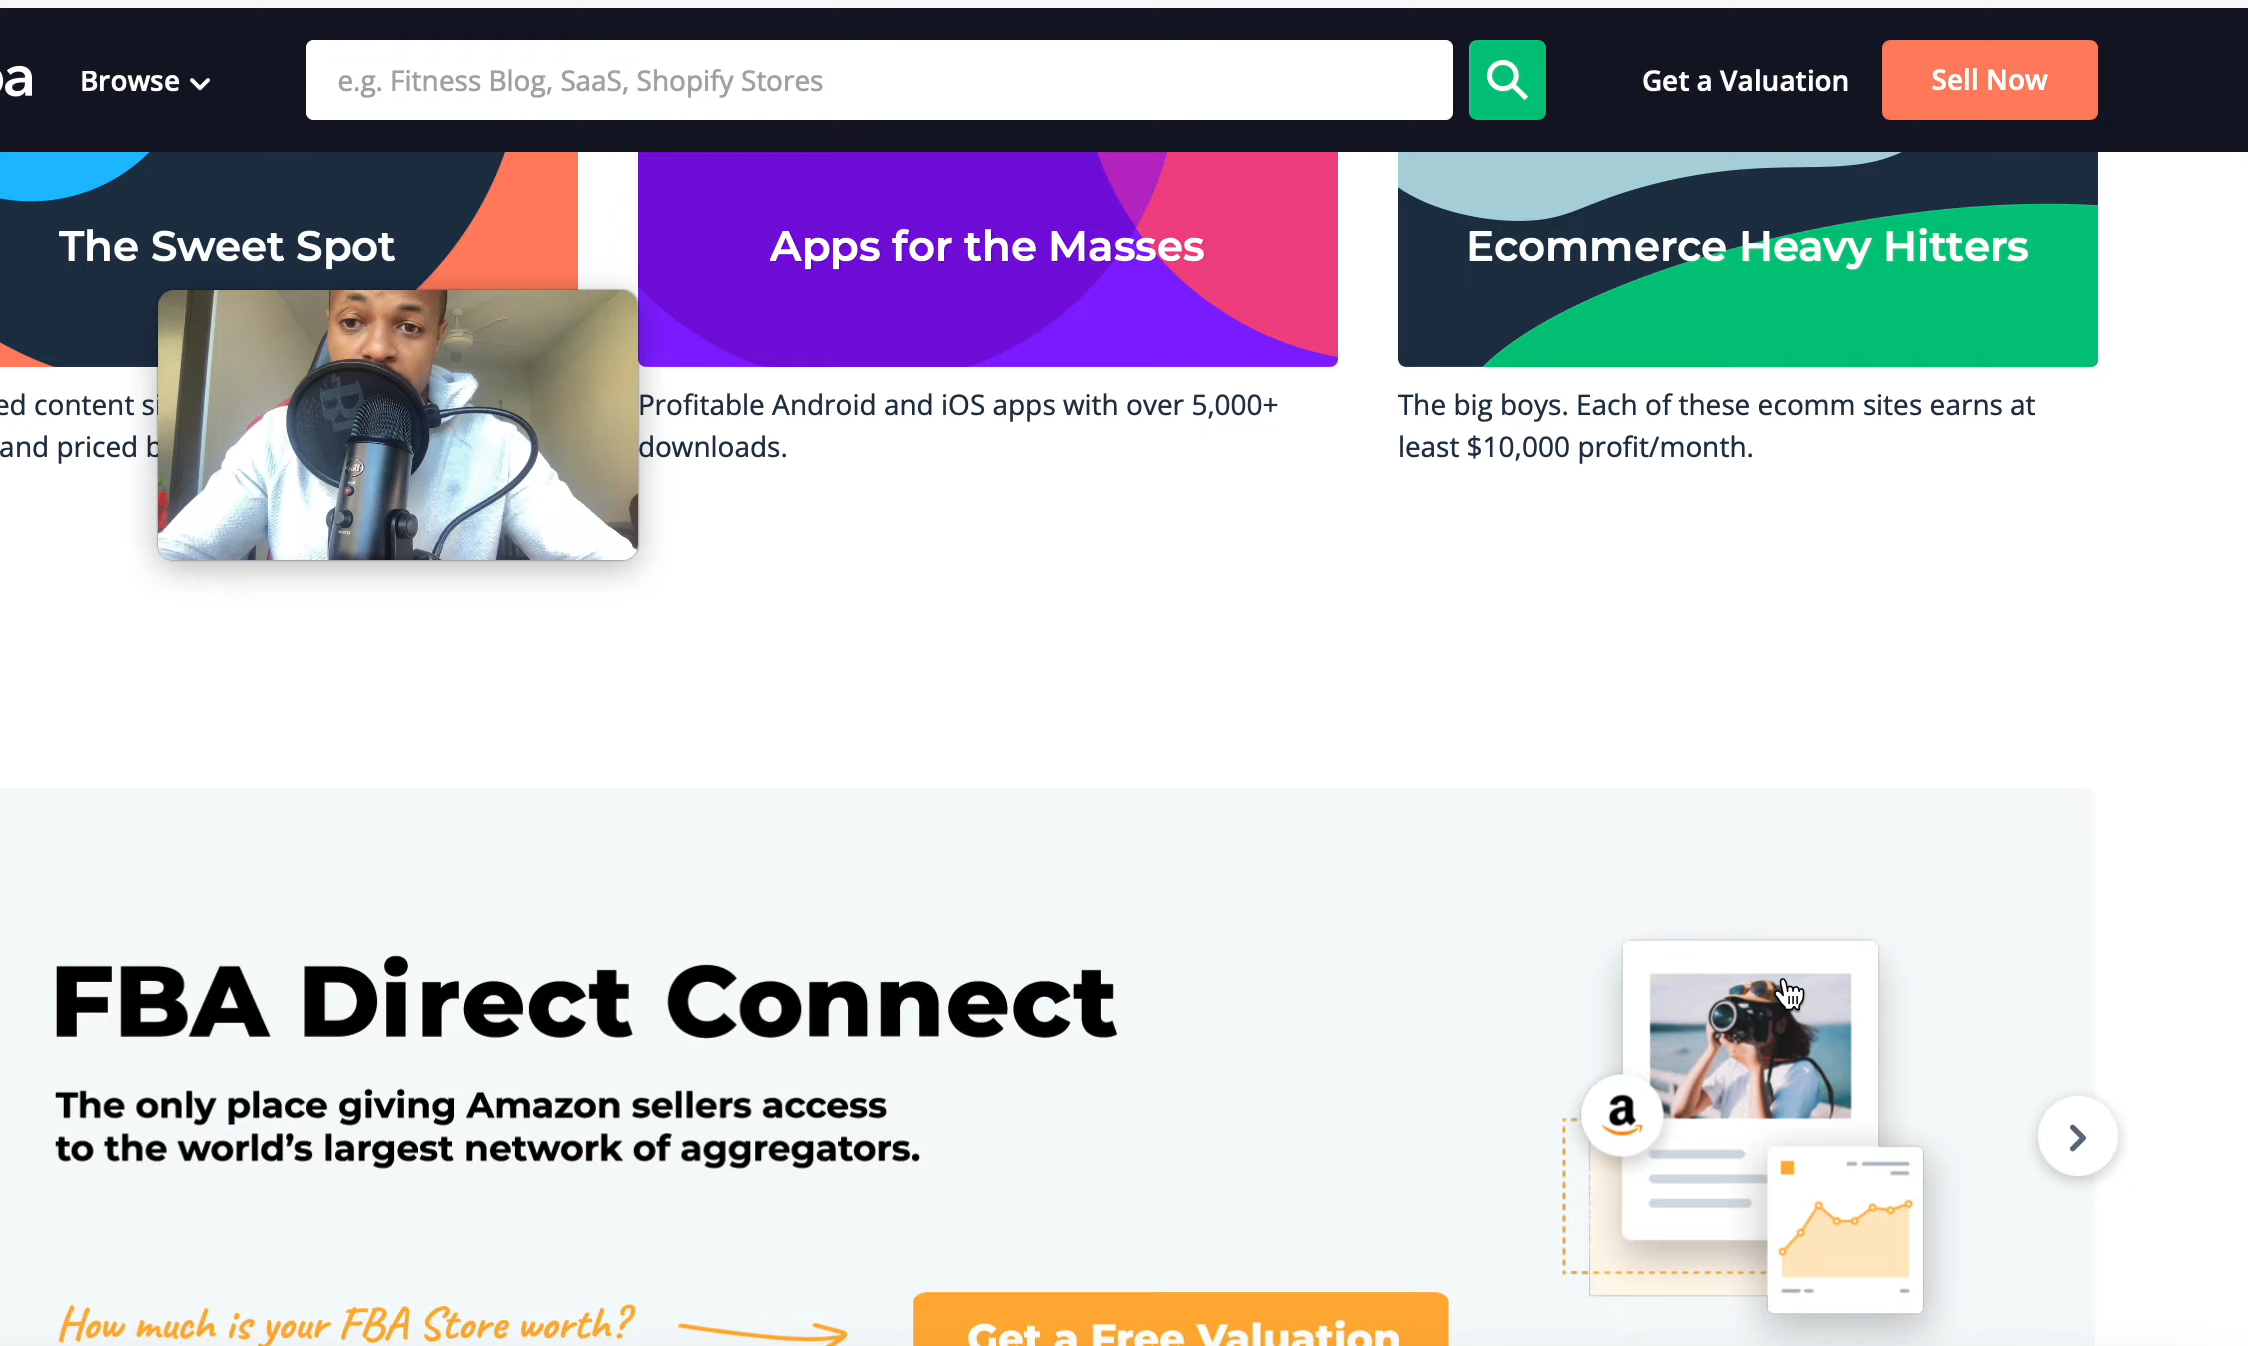 Browse
e.g. Fitness Blog, SaaS, Shopify Stores
Get a Valuation
Sell Now
The Sweet Spot
Apps for the Masses
Ecommerce Heavy Hitters
content
and priced
Profitable Android and iOS apps with over 5,000+
downloads.
The big boys. Each of these ecomm sites earns at
least $10,000 profit/month.
FBA Direct Connect
The only place giving Amazon sellers access
to the world's largest network of aggregators.
a
How much is your FBA Store worth?
Get a Free Valuation